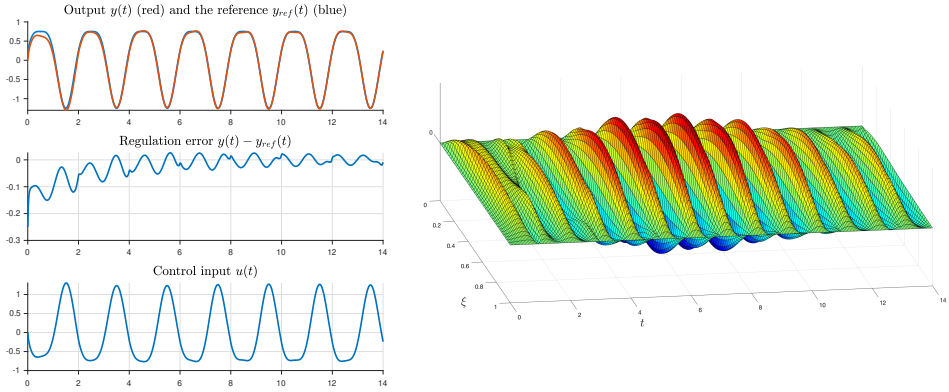 Output y(t) (red) and the reference y_ref(t) (blue)
1
0.5
0
-0.5
-1
0 2 4 6 8 10 12 14
Regulation error y(t) − y_ref(t)
0
-0.1
-0.2
-0.3
0 2 4 6 8 10 12 14
Control input u(t)
1
0.5
0
-0.5
-1
0 2 4 6 8 10 12 14
0
0
0.2
0.4
0.6
0.8
1
ξ
0 2 4 6 8 10 12 14
t